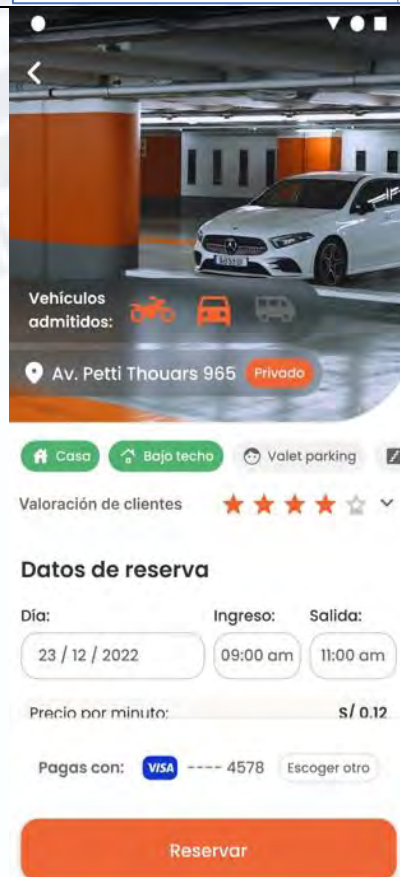 Vehículos
admitidos:
Av. Petti Thouars 965 Privado
Casa Bajo techo Valet parking
Valoración de clientes
Datos de reserva
Día: Ingreso: Salida:
23 / 12 / 2022 09:00 am 11:00 am
Precio por minuto: S/ 0.12
Pagas con: VISA ---- 4578 Escoger otro
Reservar